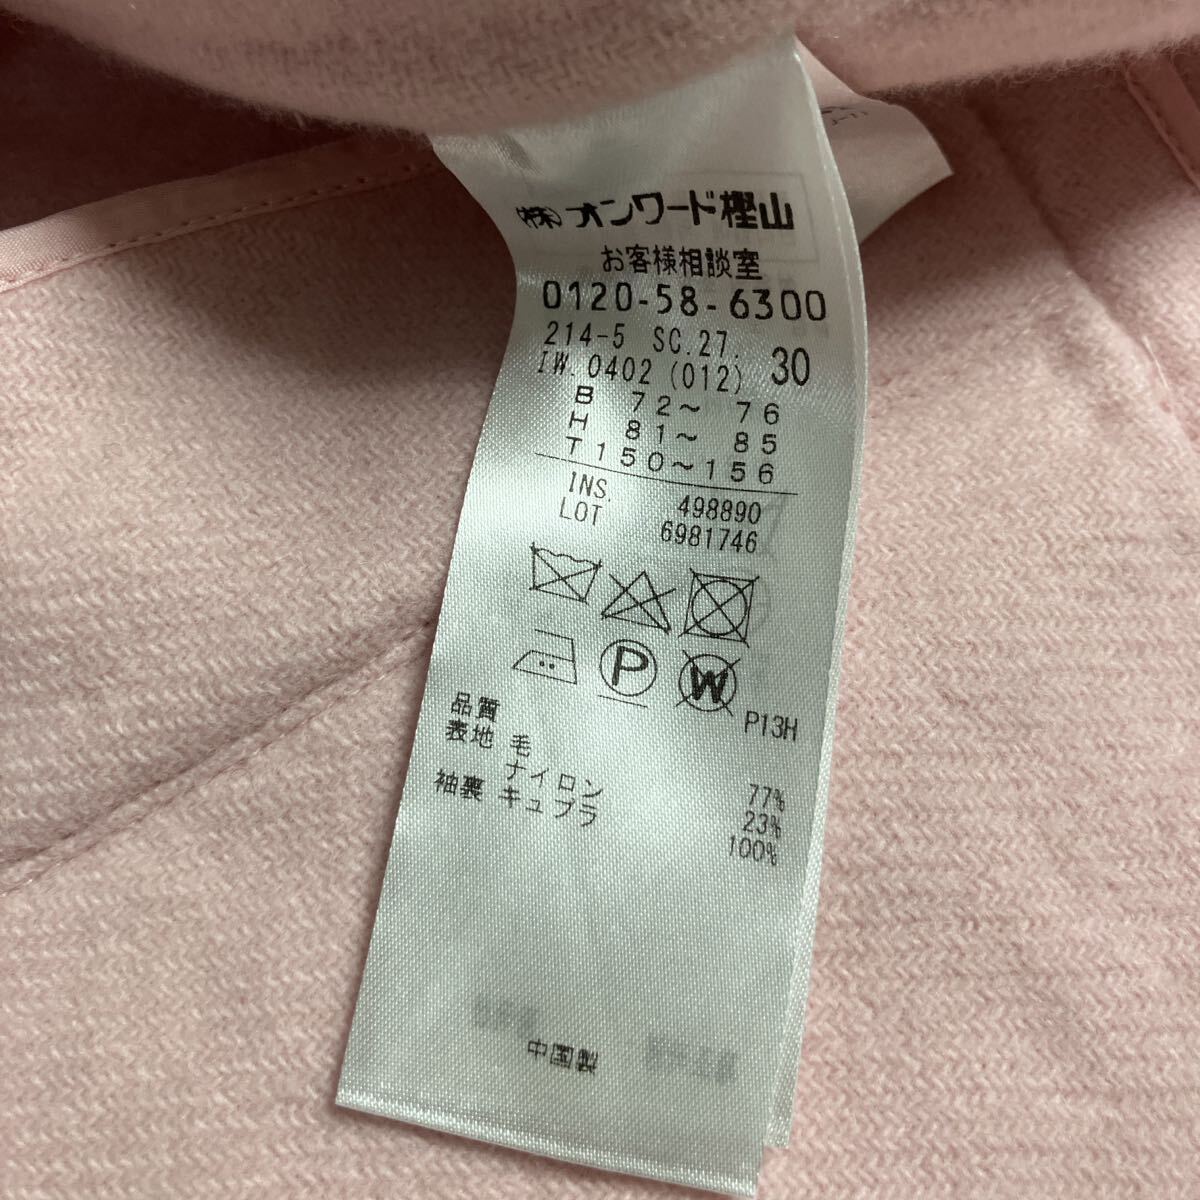 ㈱オンワード樫山
お客様相談室
0120-58-6300
214-5 SC.27. 30
IW.0402 (012)
B 72～ 76
H 81～ 85
T150～156
INS. 498890
LOT 6981746
P W
P13H
品質
表地 毛 77%
ナイロン 23%
袖裏 キュプラ 100%
中国製